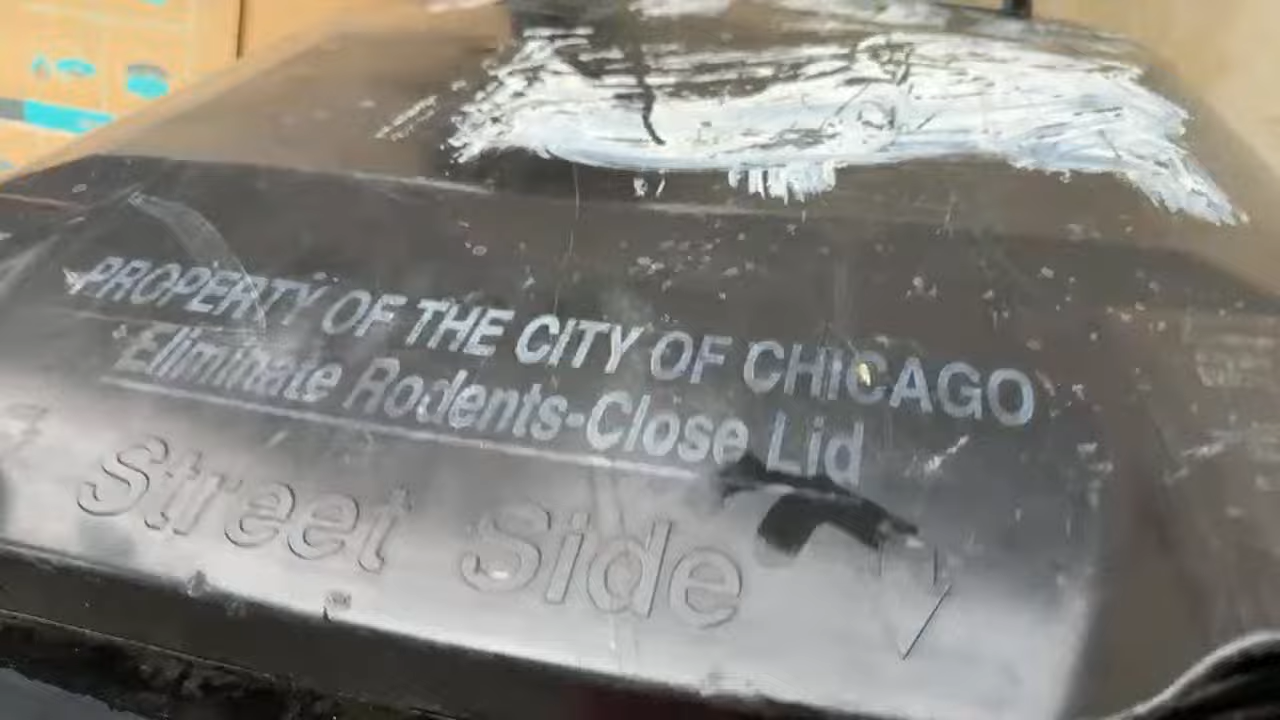 PROPERTY OF THE CITY OF CHICAGO
Eliminate Rodents-Close Lid
Street Side